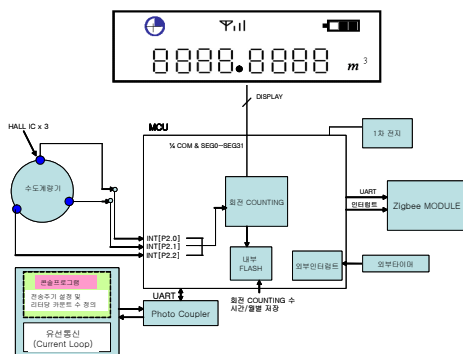 8888.8888 m³
DISPLAY
HALL IC x 3
MCU
¼ COM & SEG0~SEG31
1차 전지
수도계량기
회전 COUNTING
UART
인터럽트
Zigbee MODULE
INT[P2.0]
INT[P2.1]
INT[P2.2]
내부
FLASH
외부인터럽트
외부타이머
콘솔프로그램
전송주기 설정 및
리터당 카운트 수 정의
UART
회전 COUNTING 수
시간/월별 저장
Photo Coupler
유선통신
(Current Loop)